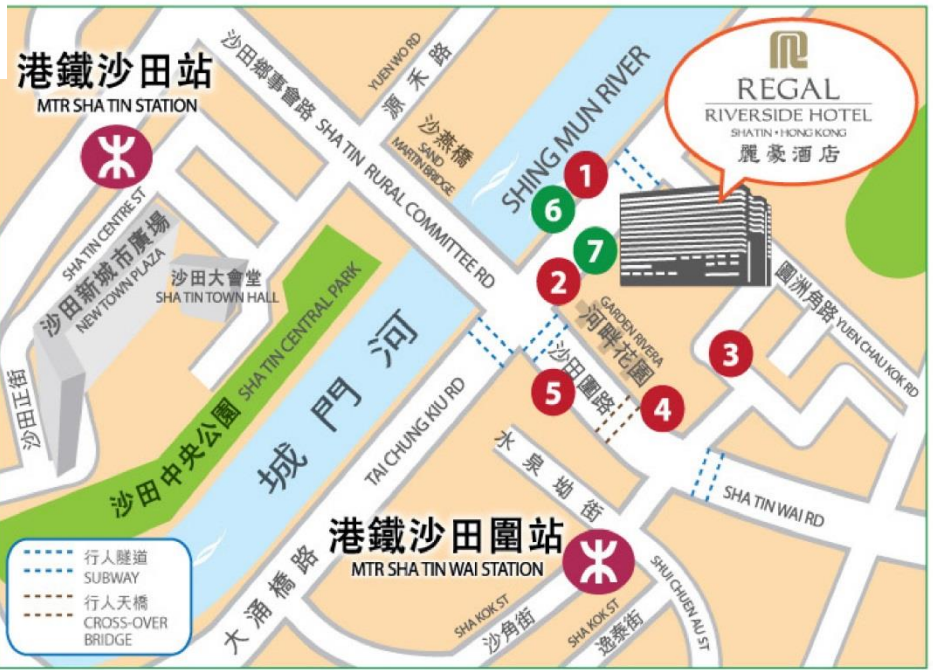 港鐵沙田站
MTR SHA TIN STATION
沙田鄉事會路 SHA TIN RURAL COMMITTEE RD
YUEN WO RD
源禾路
沙燕橋
SAND
MARTIN BRIDGE
SHING MUN RIVER
REGAL
RIVERSIDE HOTEL
SHATIN • HONG KONG
麗豪酒店
1
6
7
2
SHA TIN CENTRE ST
沙田新城市廣場
NEW TOWN PLAZA
沙田大會堂
SHA TIN TOWN HALL
沙田正街
沙田中央公園 SHA TIN CENTRAL PARK
城門河
GARDEN RIVERA
河畔花園
圓洲角路 YUEN CHAU KOK RD
3
沙田圍路
5
4
大涌橋路 TAI CHUNG KIU RD
水泉坳街
SHA TIN WAI RD
港鐵沙田圍站
MTR SHA TIN WAI STATION
SHUI CHUEN AU ST
SHA KOK ST
沙角街
SHA KOK ST
逸泰街
行人隧道
SUBWAY
行人天橋
CROSS-OVER
BRIDGE